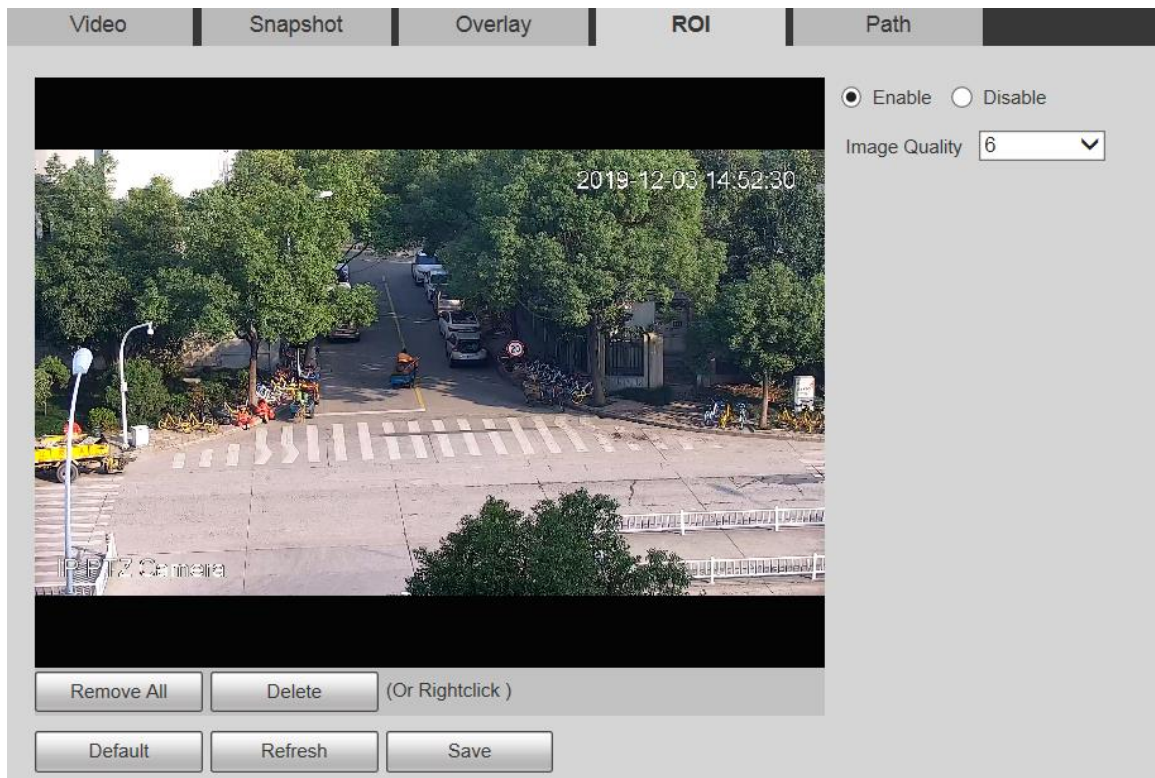 Video Snapshot Overlay ROI Path
Enable Disable
Image Quality 6
2019-12-03 14:52:30
20
IP PTZ Camera
Remove All Delete (Or Rightclick )
Default Refresh Save